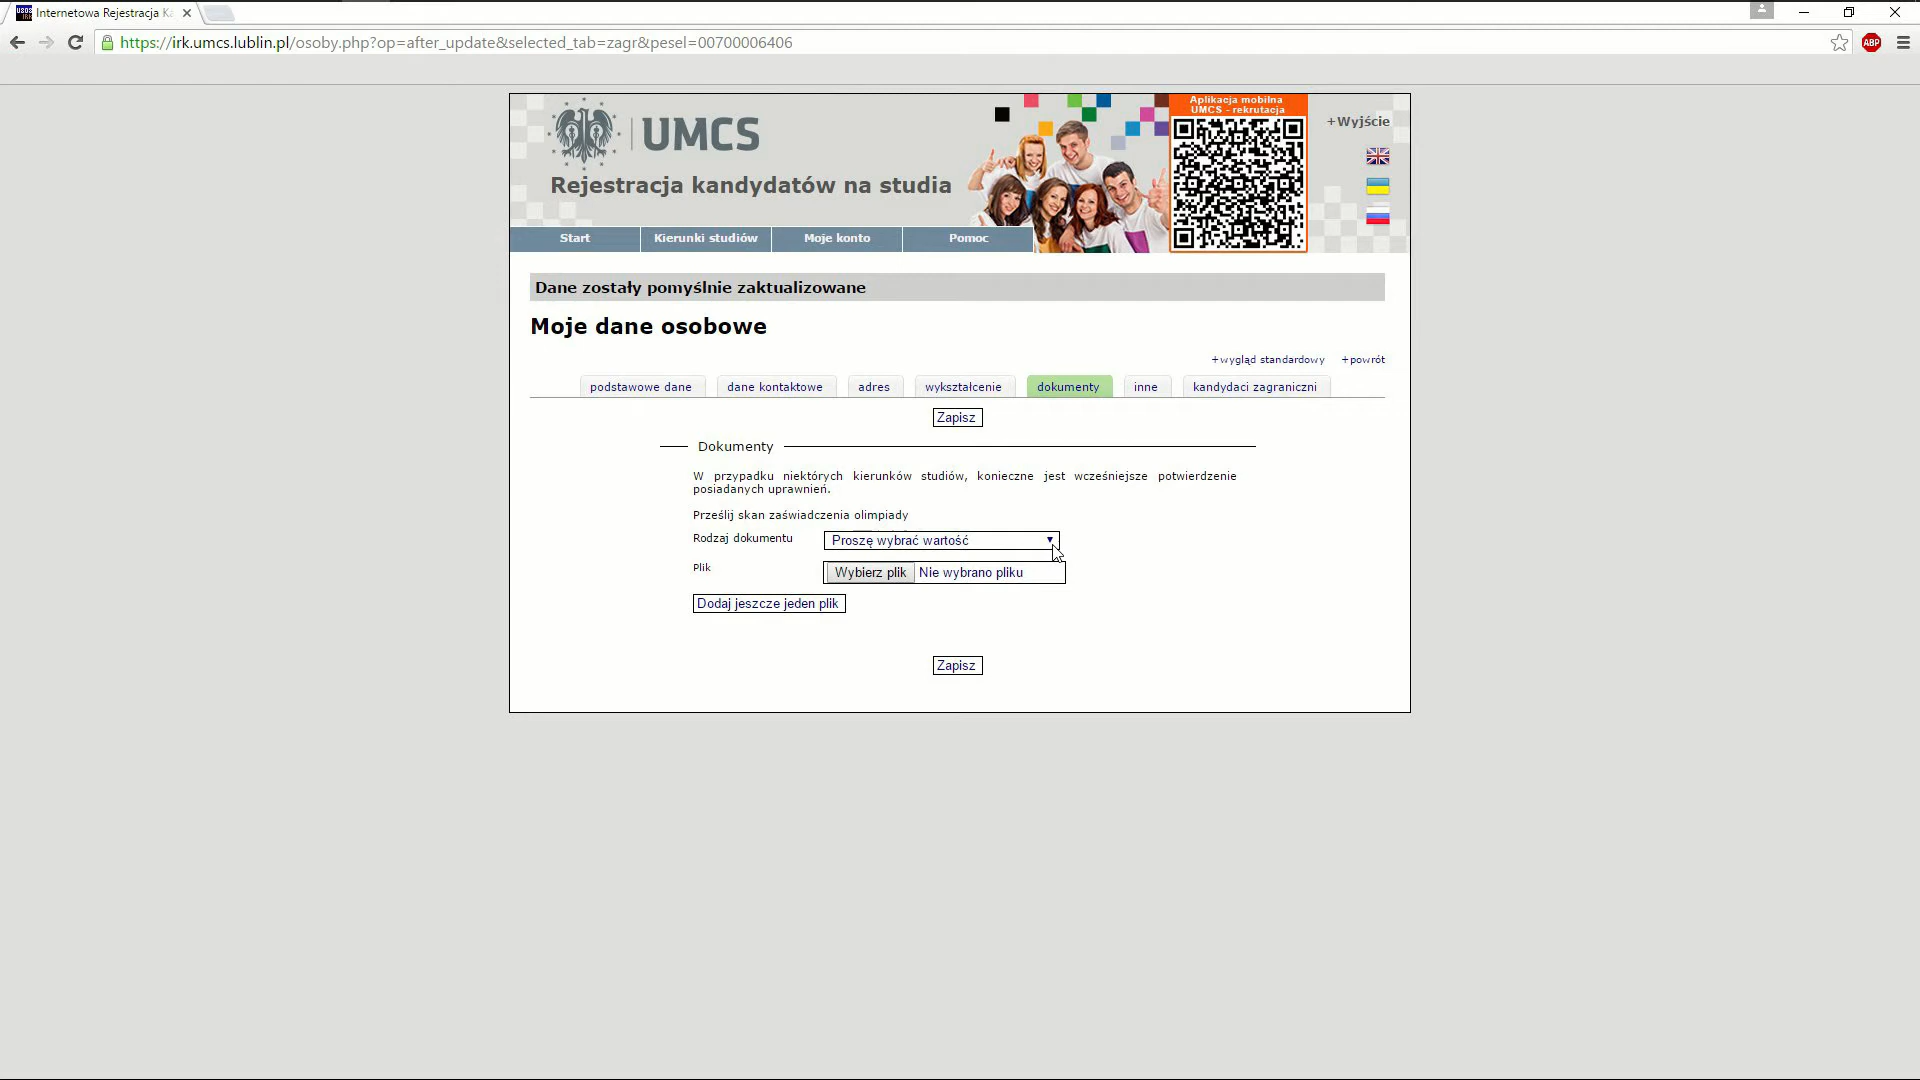 Internetowa Rejestracja Ka
https://irk.umcs.lublin.pl/osoby.php?op=after_update&selected_tab=zagr&pesel=00700006406
ABP
Aplikacja mobilna
UMCS - rekrutacja
+Wyjście
UMCS
Rejestracja kandydatów na studia
Start
Kierunki studiów
Moje konto
Pomoc
Dane zostały pomyślnie zaktualizowane
Moje dane osobowe
+wygląd standardowy
+powrót
podstawowe dane
dane kontaktowe
adres
wykształcenie
dokumenty
inne
kandydaci zagraniczni
Zapisz
Dokumenty
W przypadku niektórych kierunków studiów, konieczne jest wcześniejsze potwierdzenie
posiadanych uprawnień.
Prześlij skan zaświadczenia olimpiady
Rodzaj dokumentu
Proszę wybrać wartość
Plik
Wybierz plik
Nie wybrano pliku
Dodaj jeszcze jeden plik
Zapisz